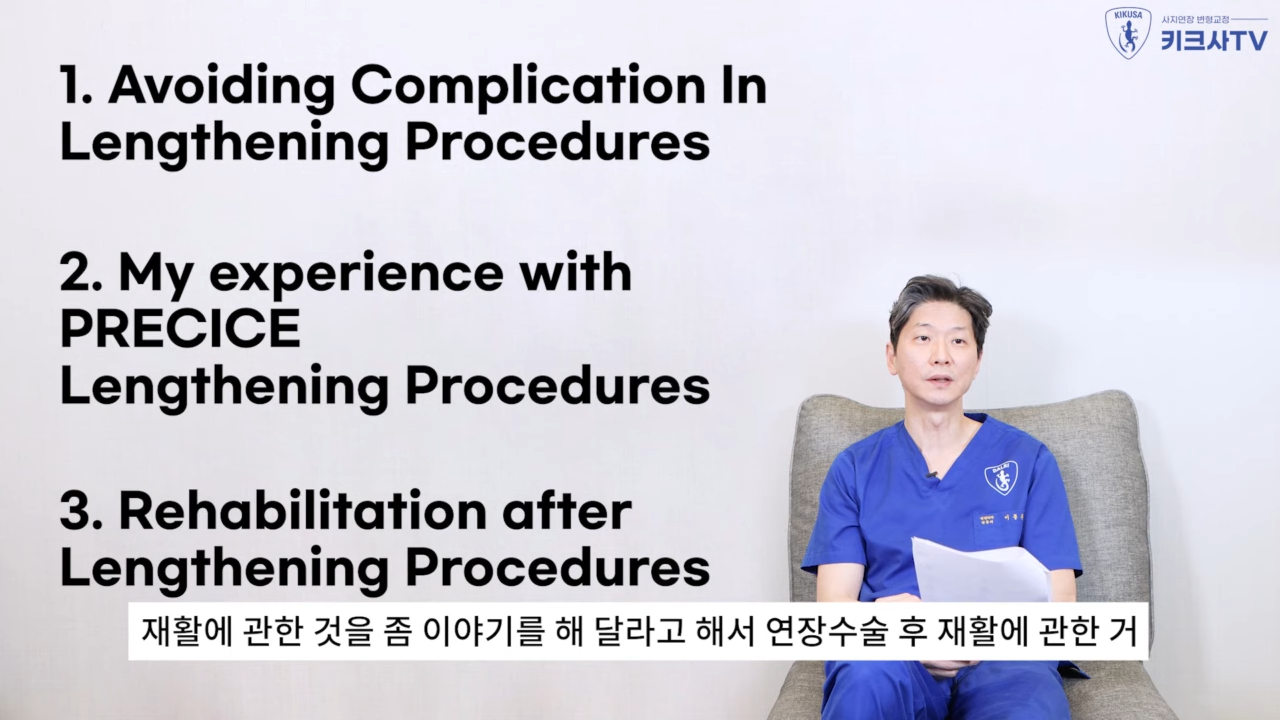 KIKUSA
사지연장 변형교정
키크사TV
1. Avoiding Complication In
Lengthening Procedures
2. My experience with
PRECICE
Lengthening Procedures
3. Rehabilitation after
Lengthening Procedures
재활에 관한 것을 좀 이야기를 해 달라고 해서 연장수술 후 재활에 관한 거